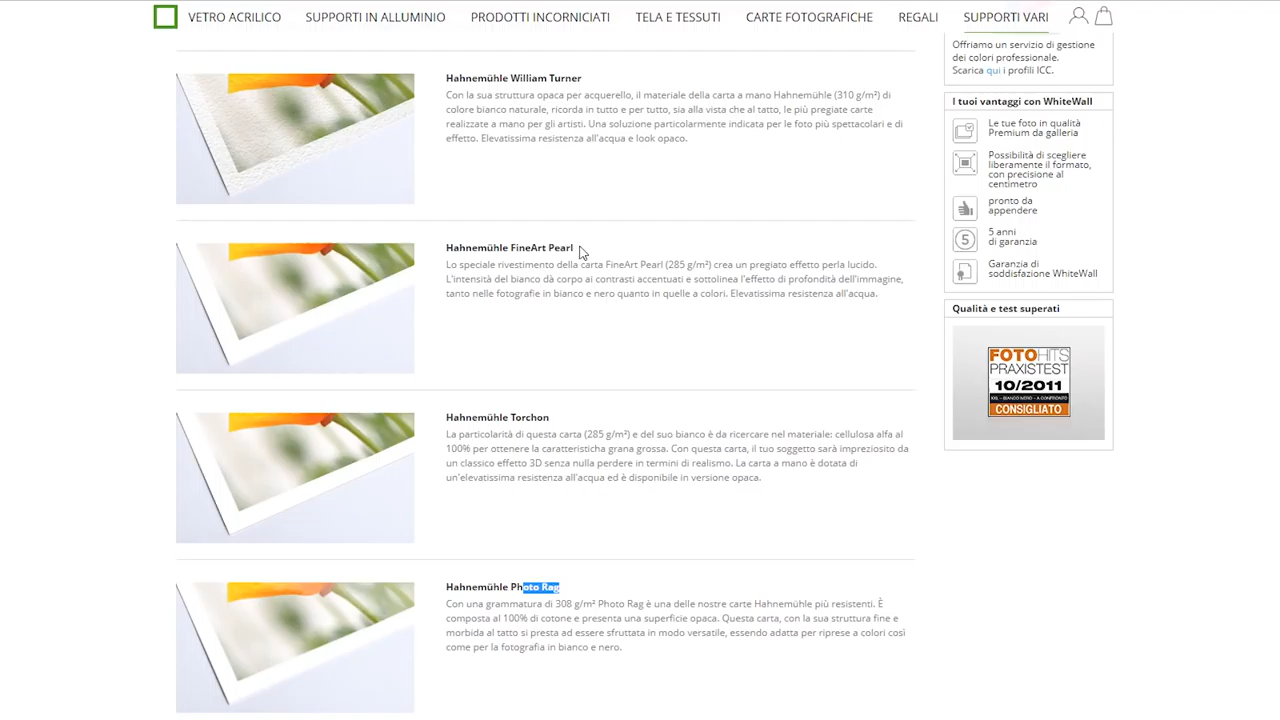 VETRO ACRILICO SUPPORTI IN ALLUMINIO PRODOTTI INCORNICIATI TELA E TESSUTI CARTE FOTOGRAFICHE REGALI SUPPORTI VARI
Hahnemühle William Turner
Con la sua struttura opaca per acquerello, il materiale della carta a mano Hahnemühle (310 g/m²) di
colore bianco naturale, ricorda in tutto e per tutto, sia alla vista che al tatto, le più pregiate carte
realizzate a mano per gli artisti. Una soluzione particolarmente indicata per le foto più spettacolari e di
effetto. Elevatissima resistenza all'acqua e look opaco.
Hahnemühle FineArt Pearl
Lo speciale rivestimento della carta FineArt Pearl (285 g/m²) crea un pregiato effetto perla lucido.
L'intensità del bianco dà corpo ai contrasti accentuati e sottolinea l'effetto di profondità dell'immagine,
tanto nelle fotografie in bianco e nero quanto in quelle a colori. Elevatissima resistenza all'acqua.
Hahnemühle Torchon
La particolarità di questa carta (285 g/m²) e del suo bianco è da ricercare nel materiale: cellulosa alfa al
100% per ottenere la caratteristica grana grossa. Con questa carta, il tuo soggetto sarà impreziosito da
un classico effetto 3D senza nulla perdere in termini di realismo. La carta a mano è dotata di
un'elevatissima resistenza all'acqua ed è disponibile in versione opaca.
Hahnemühle Photo Rag
Con una grammatura di 308 g/m² Photo Rag è una delle nostre carte Hahnemühle più resistenti. È
composta al 100% di cotone e presenta una superficie opaca. Questa carta, con la sua struttura fine e
morbida al tatto si presta ad essere sfruttata in modo versatile, essendo adatta per riprese a colori così
come per la fotografia in bianco e nero.
Offriamo un servizio di gestione
dei colori professionale.
Scarica qui i profili ICC.
I tuoi vantaggi con WhiteWall
Le tue foto in qualità
Premium da galleria
Possibilità di scegliere
liberamente il formato,
con precisione al
centimetro
pronto da
appendere
5
5 anni
di garanzia
Garanzia di
soddisfazione WhiteWall
Qualità e test superati
FOTOHITS
PRAXISTEST
10/2011
XXL – BIANCO NERO – A CONFRONTO
CONSIGLIATO